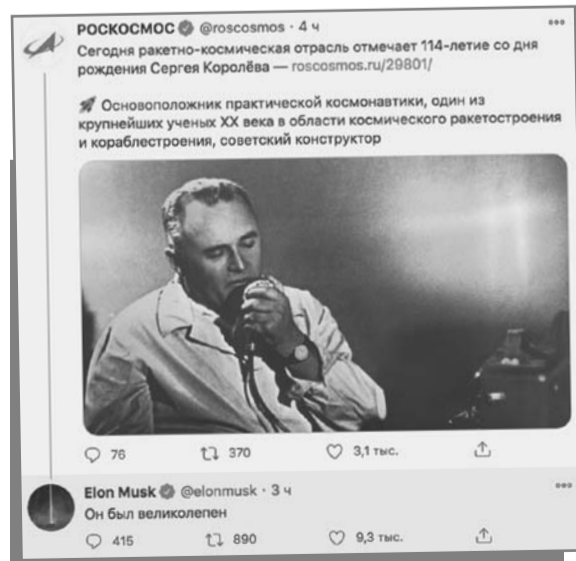 РОСКОСМОС @roscosmos · 4 ч
Сегодня ракетно-космическая отрасль отмечает 114-летие со дня
рождения Сергея Королёва — roscosmos.ru/29801/
🚀 Основоположник практической космонавтики, один из
крупнейших ученых XX века в области космического ракетостроения
и кораблестроения, советский конструктор
76 370 3,1 тыс.
Elon Musk @elonmusk · 3 ч
Он был великолепен
415 890 9,3 тыс.